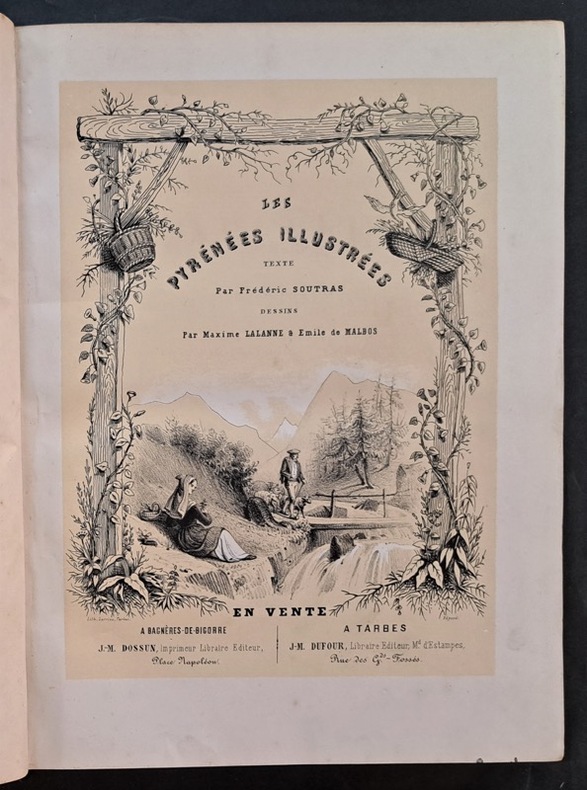 LES
PYRÉNÉES ILLUSTRÉES
TEXTE
Par Frédéric SOUTRAS
DESSINS
Par Maxime LALANNE & Emile de MALBOS
EN VENTE
A BAGNÈRES-DE-BIGORRE
J.-M. DOSSUN, imprimeur Libraire Editeur,
Place Napoléon.
A TARBES
J-M. DUFOUR, Libraire Editeur, Md d'Estampes,
Rue des Gds-Fossés.